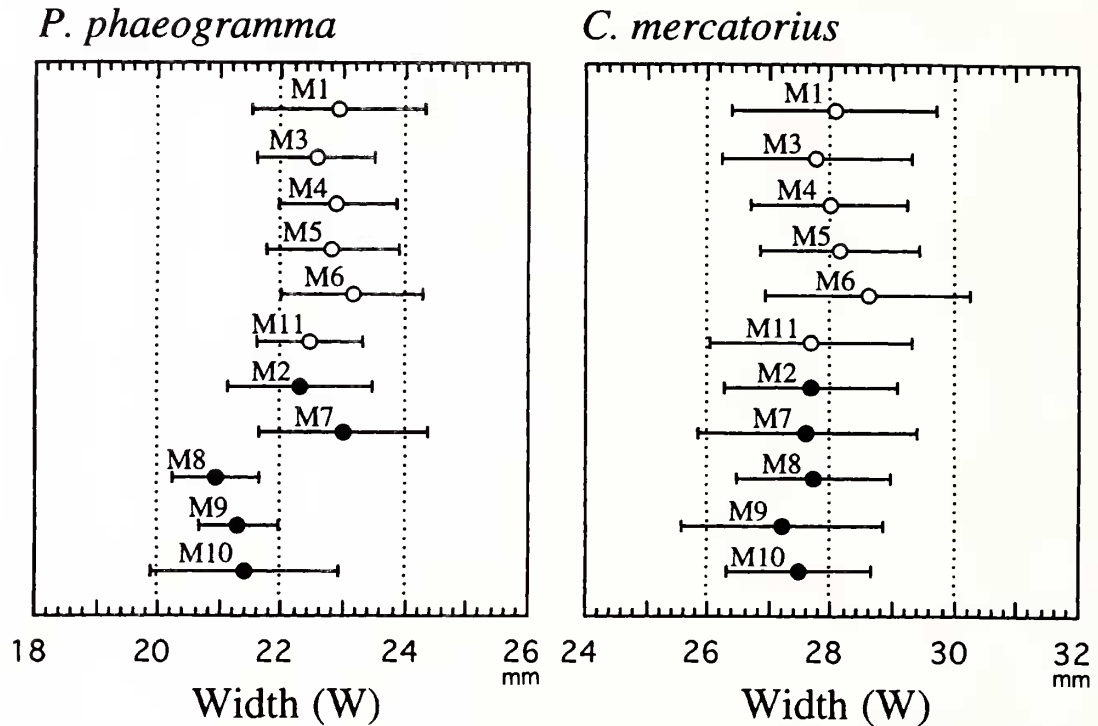 P. phaeogramma
M1
M3
M4
M5
M6
M11
M2
M7
M8
M9
M10
18 20 22 24 26
mm
Width (W)
C. mercatorius
M1
M3
M4
M5
M6
M11
M2
M7
M8
M9
M10
24 26 28 30 32
mm
Width (W)